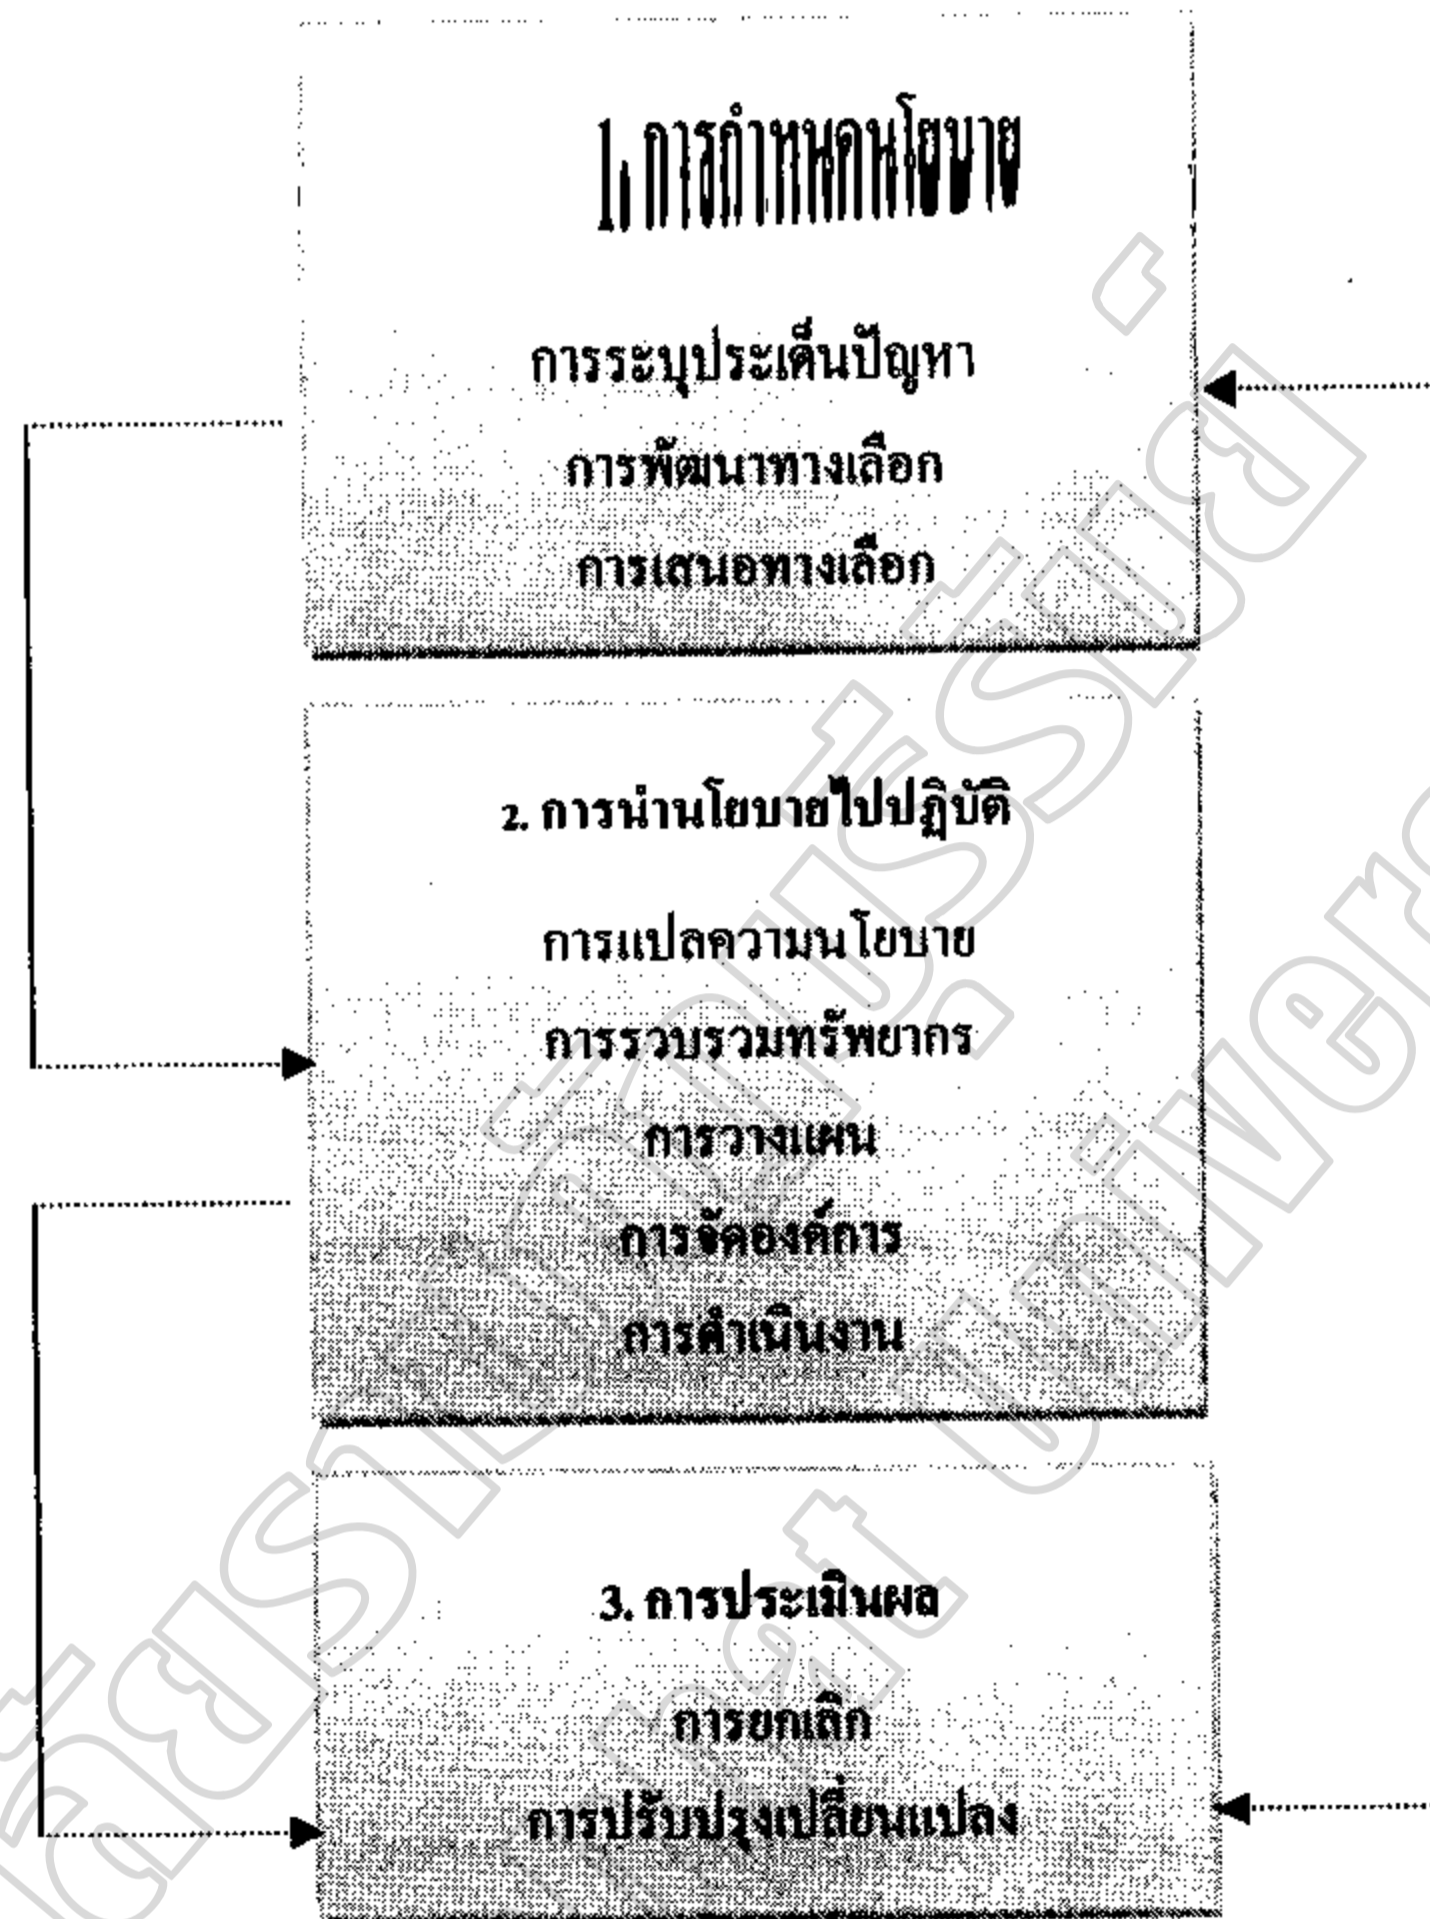 1. การกำหนดนโยบาย
การระบุประเด็นปัญหา
การพัฒนาทางเลือก
การเสนอทางเลือก
2. การนำนโยบายไปปฏิบัติ
การแปลความนโยบาย
การรวบรวมทรัพยากร
การวางแผน
การจัดองค์การ
การดำเนินงาน
3. การประเมินผล
การยกเลิก
การปรับปรุงเปลี่ยนแปลง